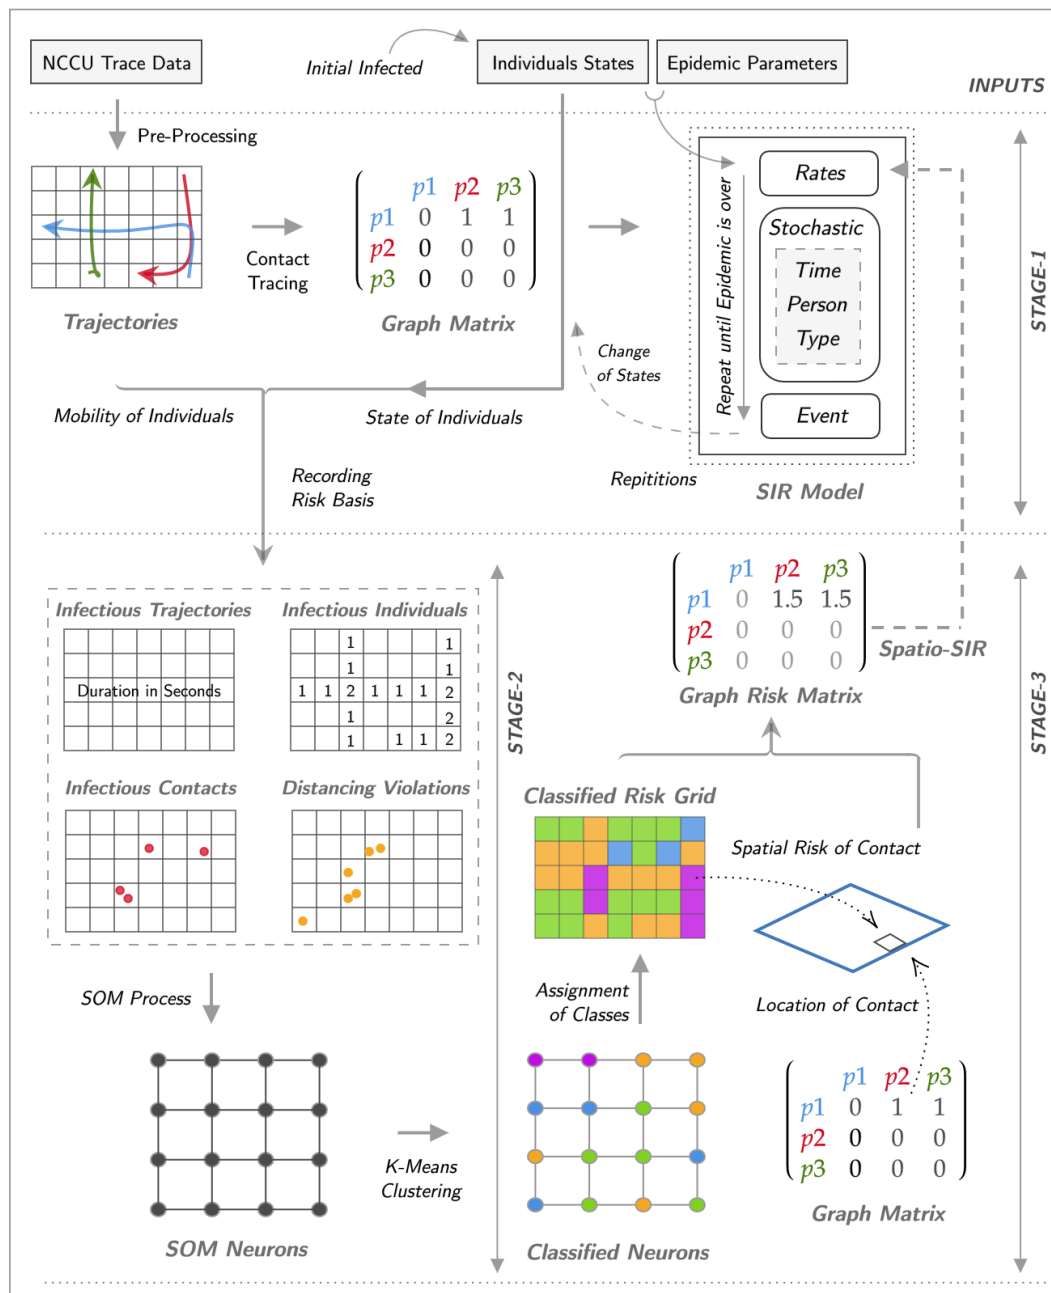 NCCU Trace Data
Initial Infected
Individuals States
Epidemic Parameters
INPUTS
Pre-Processing
Contact
Tracing
Trajectories
p1 p2 p3
p1 0 1 1
p2 0 0 0
p3 0 0 0
Graph Matrix
Rates
Stochastic
Time
Person
Type
Event
Repeat until Epidemic is over
SIR Model
STAGE-1
Change
of States
Repititions
Mobility of Individuals
State of Individuals
Recording
Risk Basis
Infectious Trajectories
Duration in Seconds
Infectious Individuals
1 1
1 1
1 1 2 1 1 1 2
1 2
1 1 1 2
Infectious Contacts
Distancing Violations
STAGE-2
SOM Process
SOM Neurons
K-Means
Clustering
p1 p2 p3
p1 0 1.5 1.5
p2 0 0 0
p3 0 0 0
Graph Risk Matrix
Spatio-SIR
STAGE-3
Classified Risk Grid
Spatial Risk of Contact
Assignment
of Classes
Location of Contact
Classified Neurons
p1 p2 p3
p1 0 1 1
p2 0 0 0
p3 0 0 0
Graph Matrix